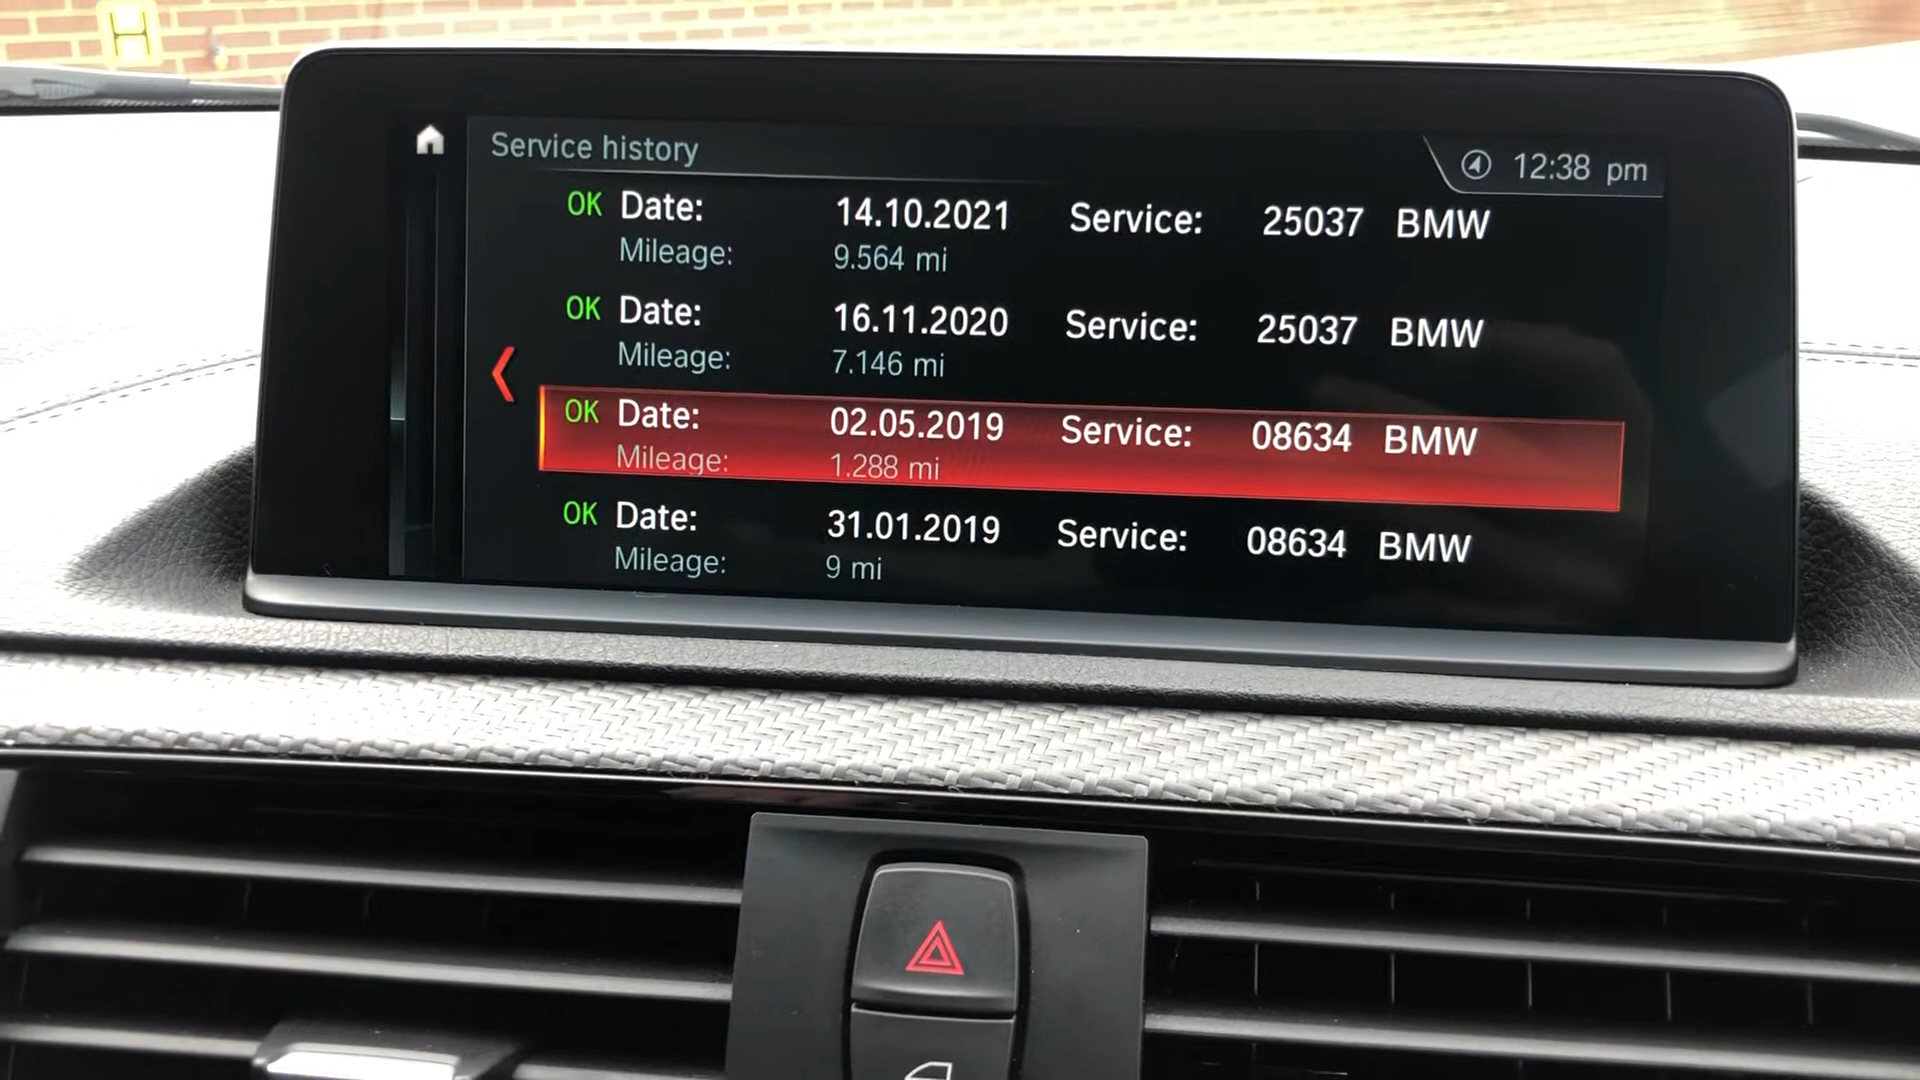 H
Service history
12:38 pm
OK Date: 14.10.2021 Service: 25037 BMW
Mileage: 9.564 mi
OK Date: 16.11.2020 Service: 25037 BMW
Mileage: 7.146 mi
OK Date: 02.05.2019 Service: 08634 BMW
Mileage: 1.288 mi
OK Date: 31.01.2019 Service: 08634 BMW
Mileage: 9 mi